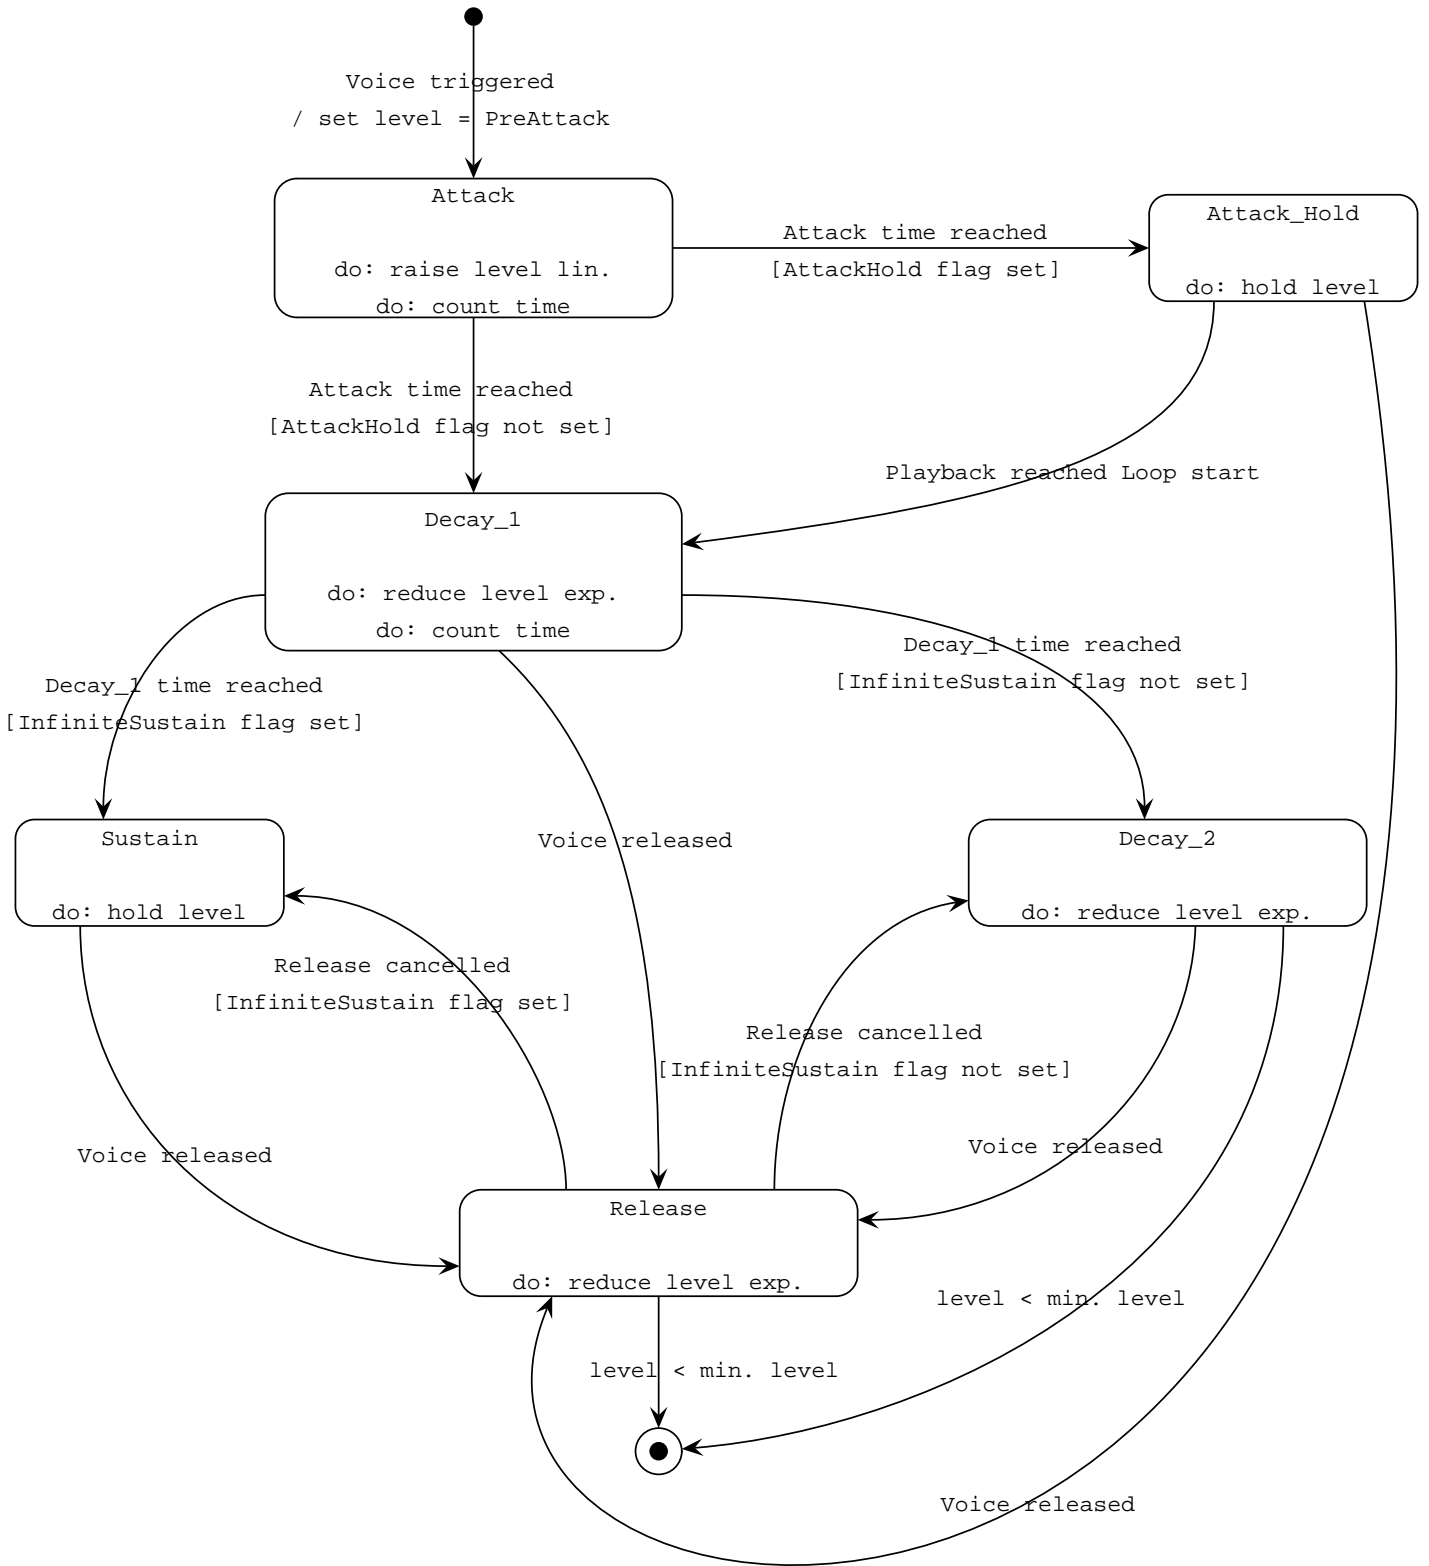 Voice triggered
/ set level = PreAttack
Attack
do: raise level lin.
do: count time
Attack time reached
[AttackHold flag set]
Attack_Hold
do: hold level
Attack time reached
[AttackHold flag not set]
Playback reached Loop start
Decay_1
do: reduce level exp.
do: count time
Decay_1 time reached
[InfiniteSustain flag not set]
Decay_1 time reached
[InfiniteSustain flag set]
Voice released
Sustain
do: hold level
Decay_2
do: reduce level exp.
Release cancelled
[InfiniteSustain flag set]
Release cancelled
[InfiniteSustain flag not set]
Voice released
Voice released
Release
do: reduce level exp.
level < min. level
level < min. level
Voice released